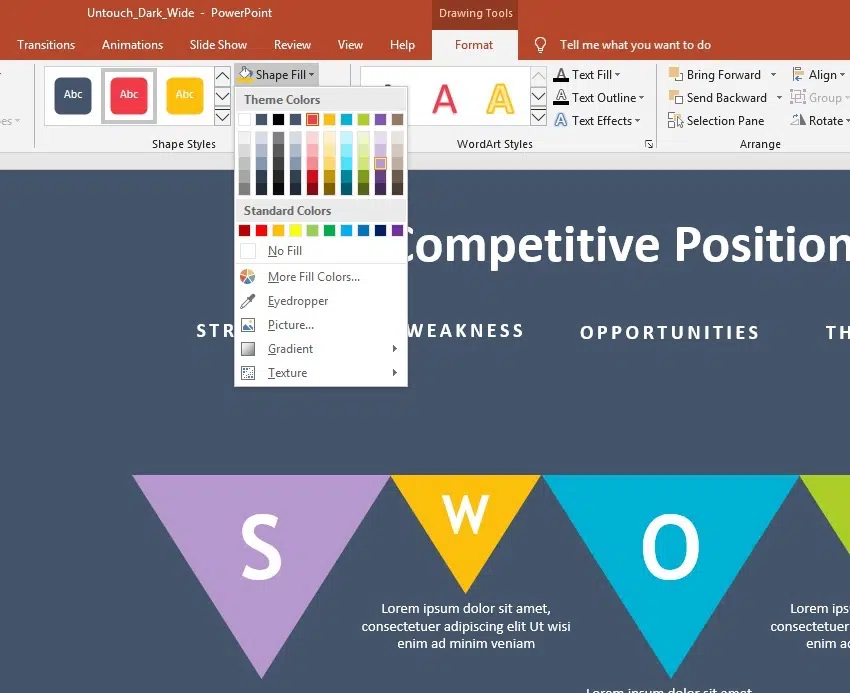 Untouch_Dark_Wide - PowerPoint
Drawing Tools
Transitions Animations Slide Show Review View Help Format Tell me what you want to do
Abc Abc Abc
Shape Fill
A A
Text Fill
Text Outline
Text Effects
Bring Forward
Send Backward
Selection Pane
Align
Group
Rotate
Shape Styles
WordArt Styles
Arrange
Theme Colors
Standard Colors
No Fill
More Fill Colors...
Eyedropper
Picture...
Gradient
Texture
Competitive Position
STR
WEAKNESS
OPPORTUNITIES
TH
S
W
O
Lorem ipsum dolor sit amet,
consectetuer adipiscing elit Ut wisi
enim ad minim veniam
Lorem ips
consectetuer
enim ad